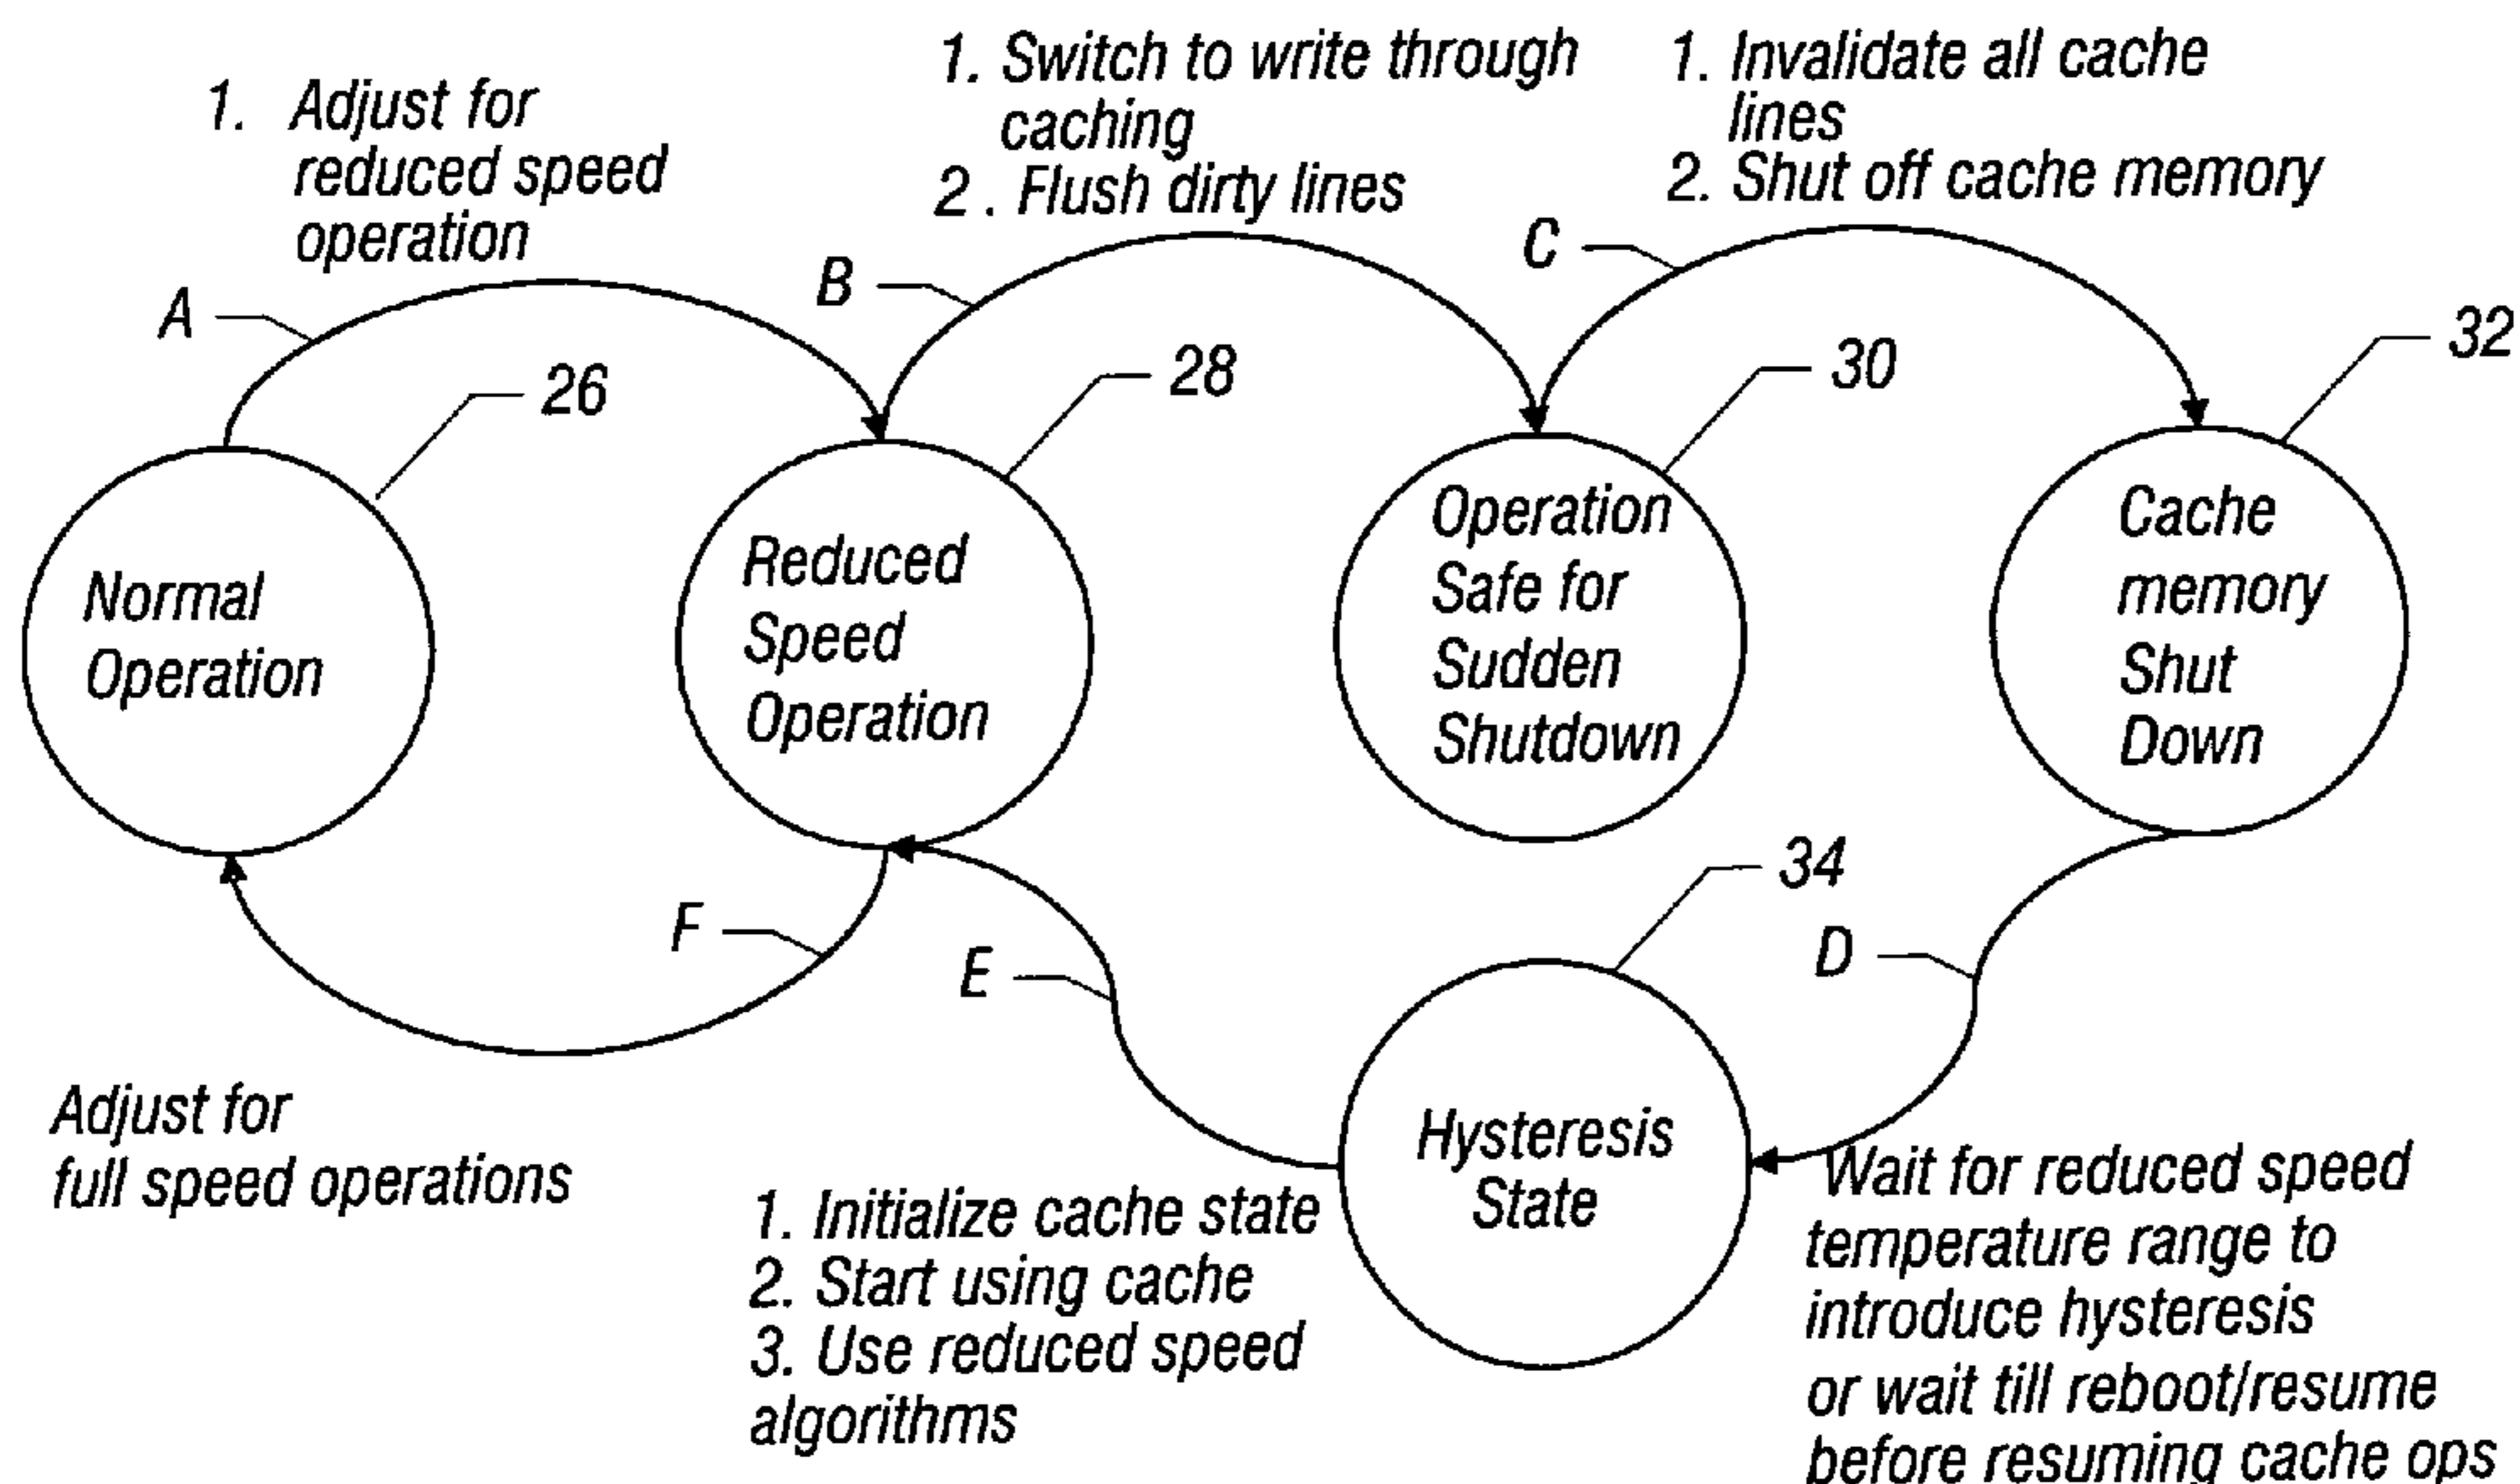 1. Adjust for
reduced speed
operation
1. Switch to write through
caching
2 . Flush dirty lines
1. Invalidate all cache
lines
2. Shut off cache memory
A
B
C
26
28
30
32
Normal
Operation
Reduced
Speed
Operation
Operation
Safe for
Sudden
Shutdown
Cache
memory
Shut
Down
F
E
34
D
Adjust for
full speed operations
1. Initialize cache state
2. Start using cache
3. Use reduced speed
algorithms
Hysteresis
State
Wait for reduced speed
temperature range to
introduce hysteresis
or wait till reboot/resume
before resuming cache ops